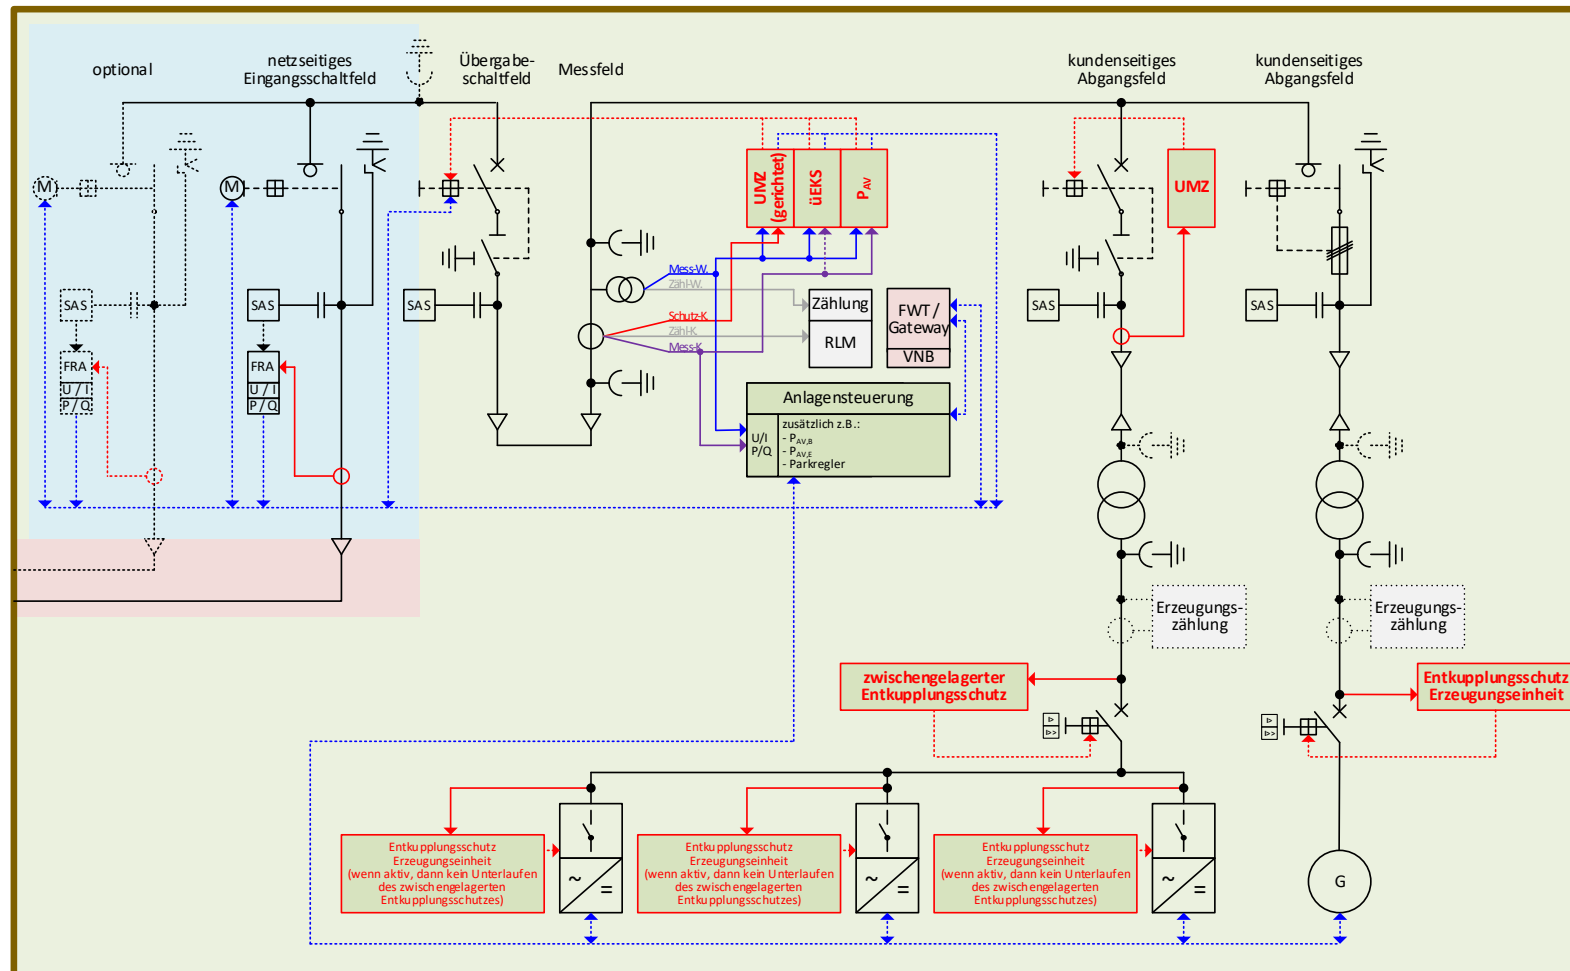 optional
netzseitiges
Eingangsschaltfeld
Übergabe-
schaltfeld
Messfeld
kundenseitiges
Abgangsfeld
kundenseitiges
Abgangsfeld
M
M
UMZ
(gerichtet)
üEKS
P AV
UMZ
SAS
SAS
SAS
SAS
SAS
Mess-W.
Zähl-W.
Schutz-K.
Zähl-K.
Mess-K.
Zählung
RLM
FWT /
Gateway
VNB
FRA
U / I
P / Q
FRA
U / I
P / Q
Anlagensteuerung
U/I
P/Q
zusätzlich z.B.:
- PAV,B
- PAV,E
- Parkregler
Erzeugungs-
zählung
Erzeugungs-
zählung
zwischengelagerter
Entkupplungsschutz
Entkupplungsschutz
Erzeugungseinheit
Entkupplungsschutz
Erzeugungseinheit
(wenn aktiv, dann kein Unterlaufen
des zwischengelagerten
Entkupplungsschutzes)
Entkupplungsschutz
Erzeugungseinheit
(wenn aktiv, dann kein Unterlaufen
des zwischengelagerten
Entkupplungsschutzes)
Entkupplungsschutz
Erzeugungseinheit
(wenn aktiv, dann kein Unterlaufen
des zwischengelagerten
Entkupplungsschutzes)
~
=
~
=
~
=
G